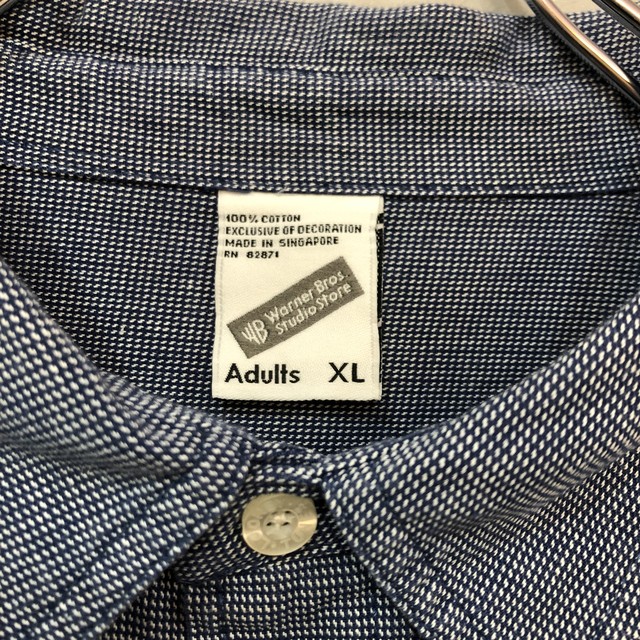 100% COTTON
EXCLUSIVE OF DECORATION
MADE IN SINGAPORE
RN 82871
WB Warner Bros.
Studio Store
Adults XL